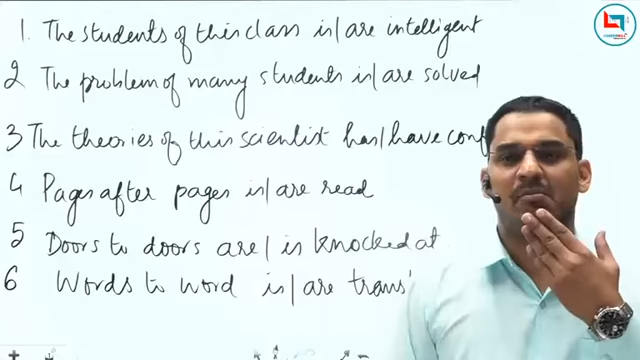 1. The students of this class is/are intelligent
2 The problem of many students is/are solved
3 The theories of this scientist has/have conf
4 Pages after pages is/are read
5 Doors to doors are/is knocked at
6 Words to word is/are trans